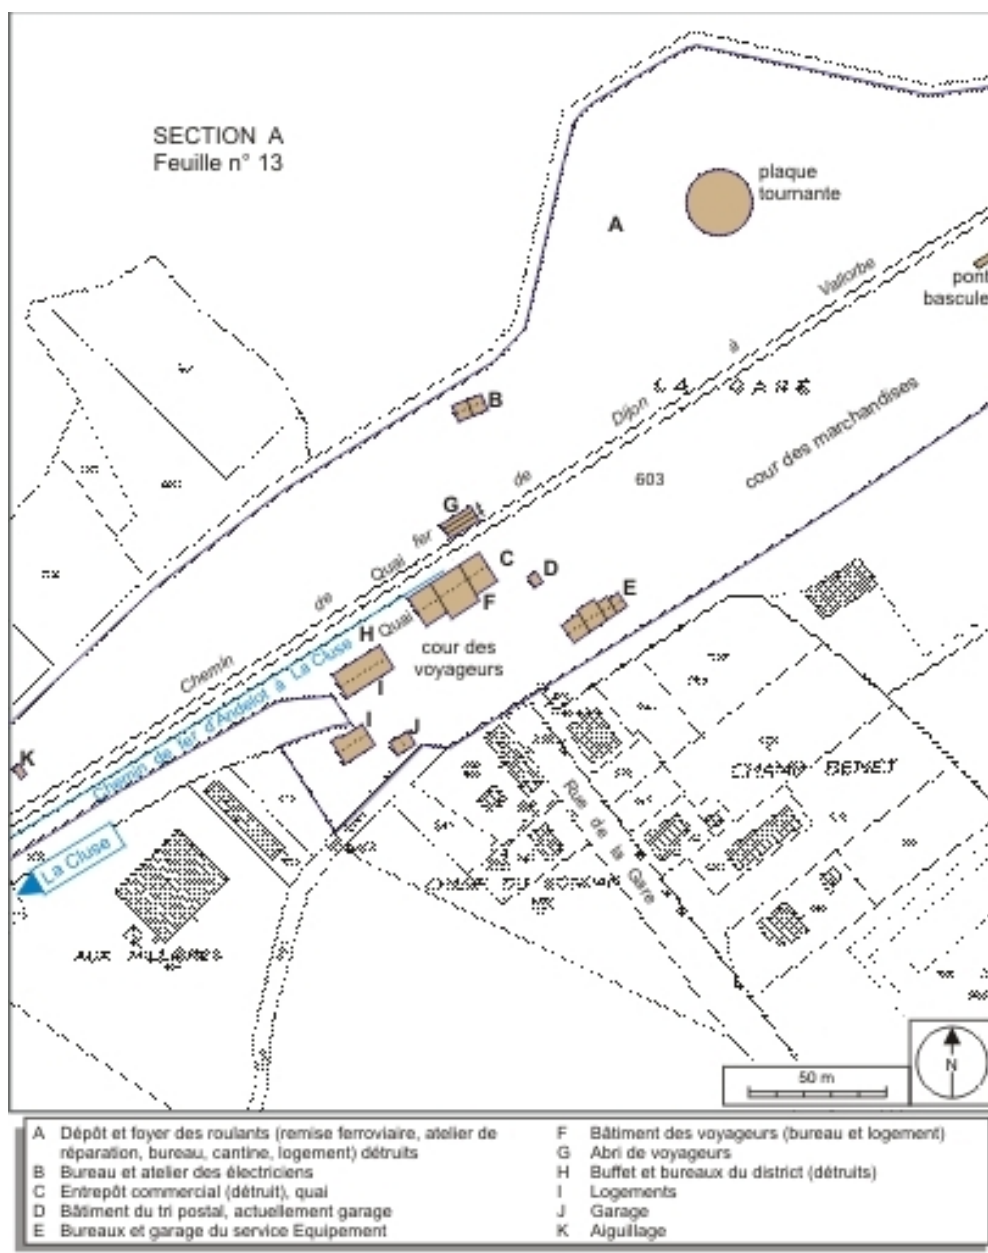 SECTION A
Feuille n° 13
plaque
tournante
A
Vallorbe
pont
bascule
à
B
LA GARE
Dijon
cour des marchandises
de
603
G
fer
Quai
C
D
de
E
F
Quai
H
cour des
voyageurs
Chemin
I
Chemin de fer d'Andelot à La Cluse
I
J
K
CHAMP BENET
Rue de la Gare
La Cluse
N
50 m
A Dépôt et foyer des roulants (remise ferroviaire, atelier de
réparation, bureau, cantine, logement) détruits
B Bureau et atelier des électriciens
C Entrepôt commercial (détruit), quai
D Bâtiment du tri postal, actuellement garage
E Bureaux et garage du service Equipement
F Bâtiment des voyageurs (bureau et logement)
G Abri de voyageurs
H Buffet et bureaux du district (détruits)
I Logements
J Garage
K Aiguillage